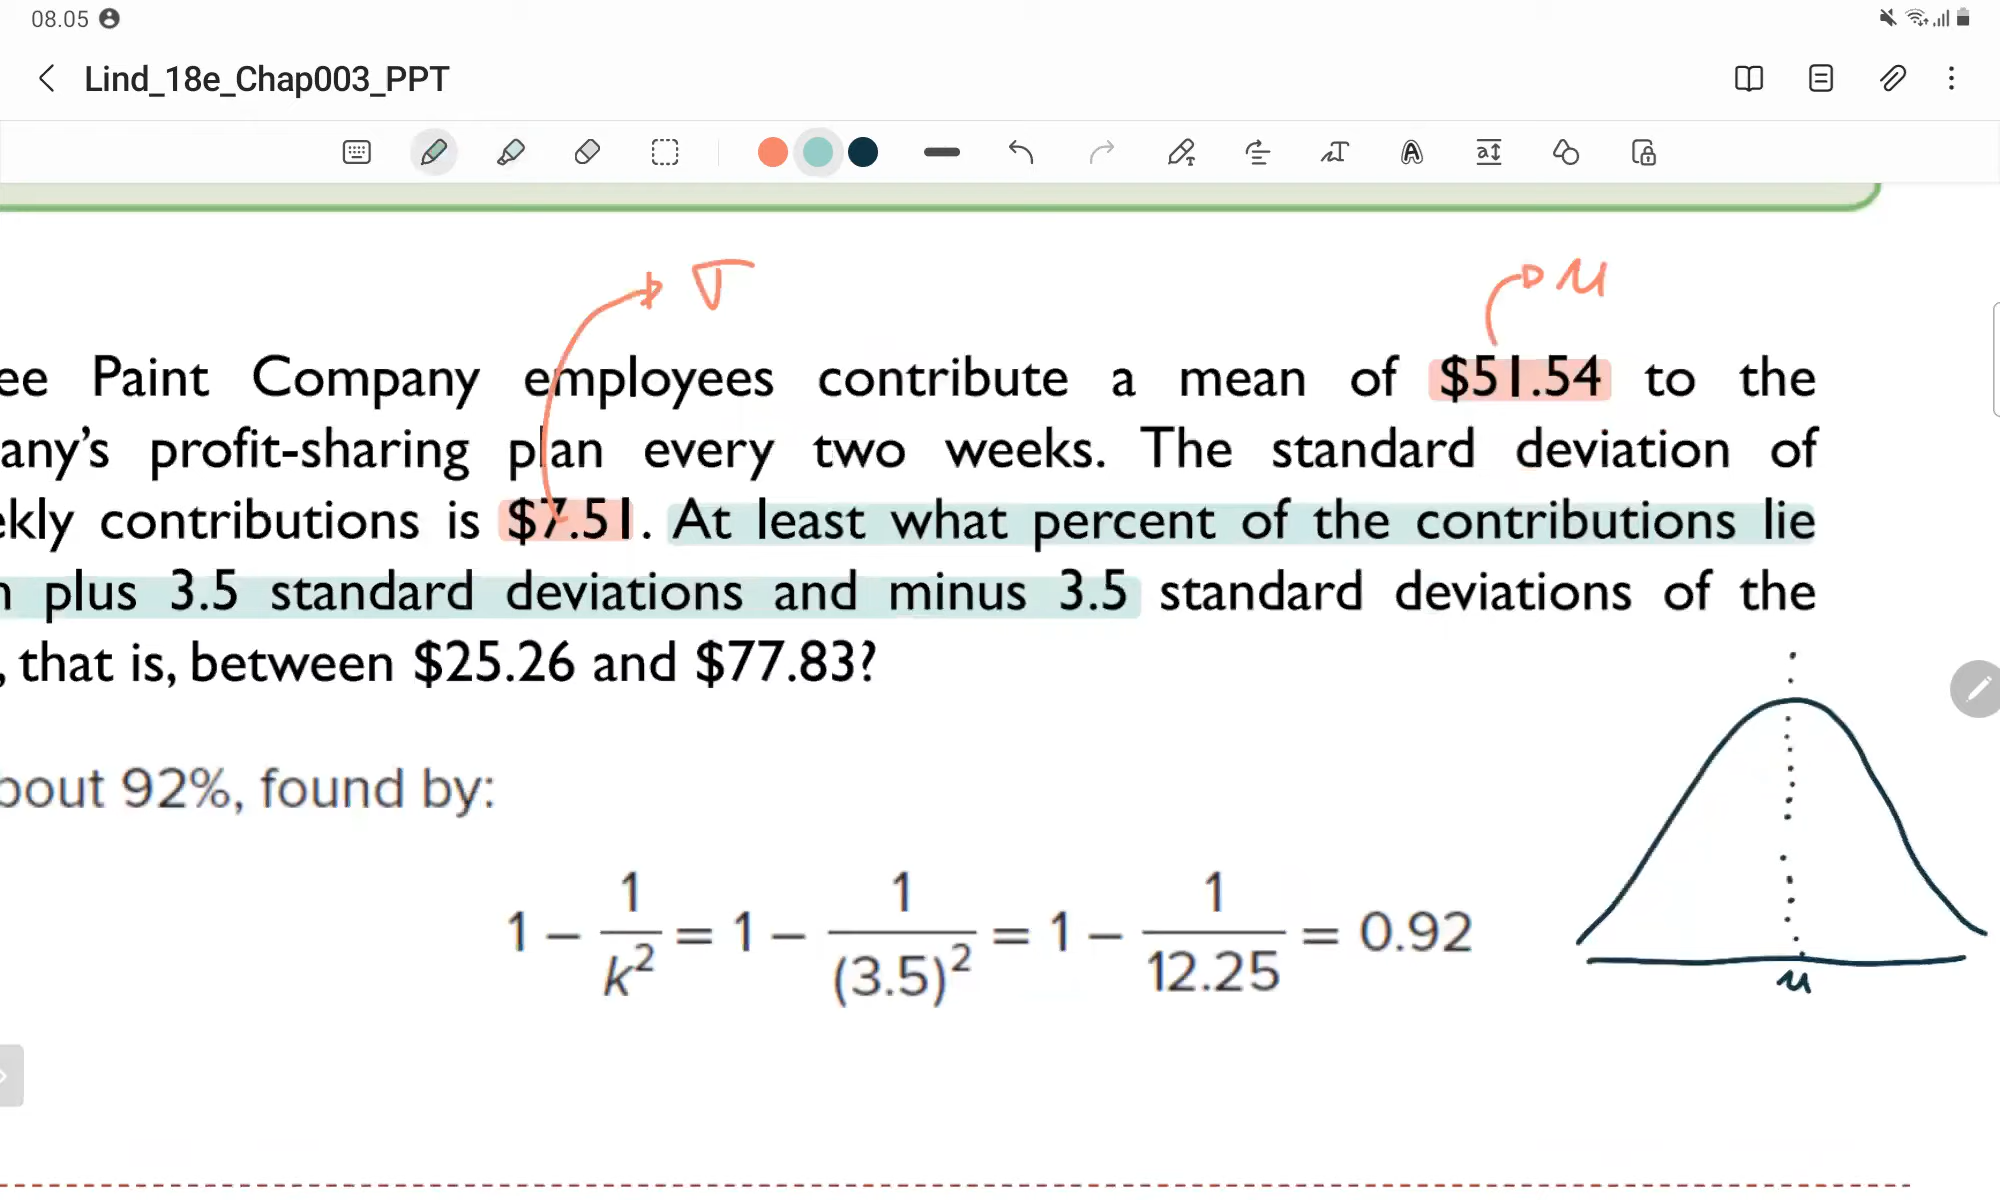 08.05
Lind_18e_Chap003_PPT
σ
μ
ee Paint Company employees contribute a mean of $51.54 to the
any's profit-sharing plan every two weeks. The standard deviation of
ekly contributions is $7.51. At least what percent of the contributions lie
n plus 3.5 standard deviations and minus 3.5 standard deviations of the
, that is, between $25.26 and $77.83?
bout 92%, found by:
1 − 1/k² = 1 − 1/(3.5)² = 1 − 1/12.25 = 0.92
μ